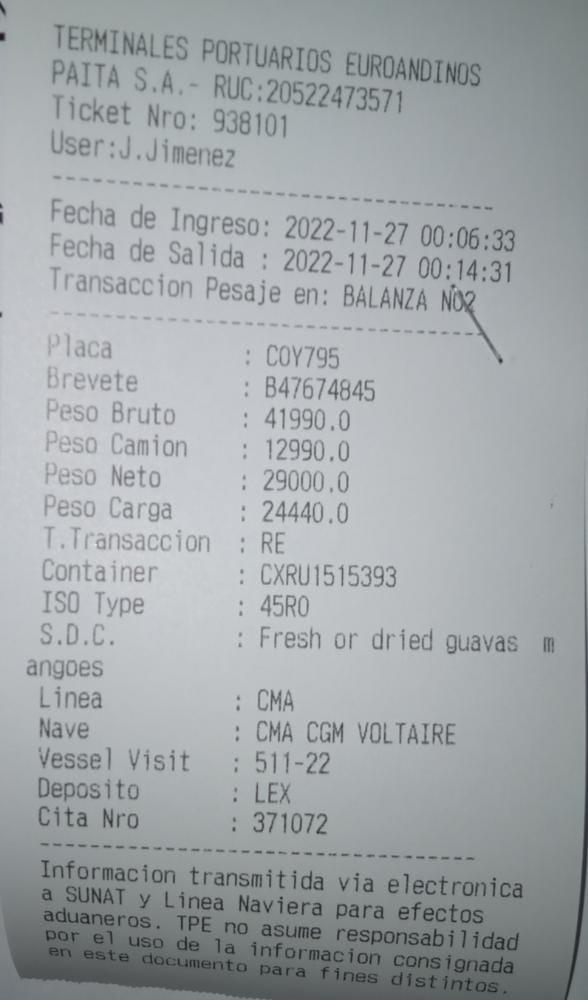 TERMINALES PORTUARIOS EUROANDINOS
PAITA S.A.- RUC:20522473571
Ticket Nro: 938101
User:J.Jimenez
Fecha de Ingreso: 2022-11-27 00:06:33
Fecha de Salida : 2022-11-27 00:14:31
Transaccion Pesaje en: BALANZA NO2
Placa : COY795
Brevete : B47674845
Peso Bruto : 41990.0
Peso Camion : 12990.0
Peso Neto : 29000.0
Peso Carga : 24440.0
T.Transaccion : RE
Container : CXRU1515393
ISO Type : 45R0
S.D.C. : Fresh or dried guavas m
angoes
Linea : CMA
Nave : CMA CGM VOLTAIRE
Vessel Visit : 511-22
Deposito : LEX
Cita Nro : 371072
Informacion transmitida via electronica
a SUNAT y Linea Naviera para efectos
aduaneros. TPE no asume responsabilidad
por el uso de la informacion consignada
en este documento para fines distintos.